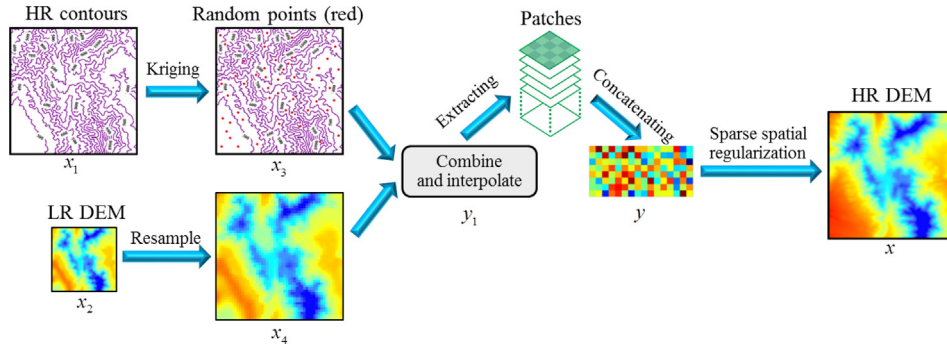 HR contours
Random points (red)
Patches
Kriging
Extracting
Concatenating
HR DEM
x1
x3
Combine
and interpolate
Sparse spatial
regularization
y1
y
x
LR DEM
Resample
x2
x4